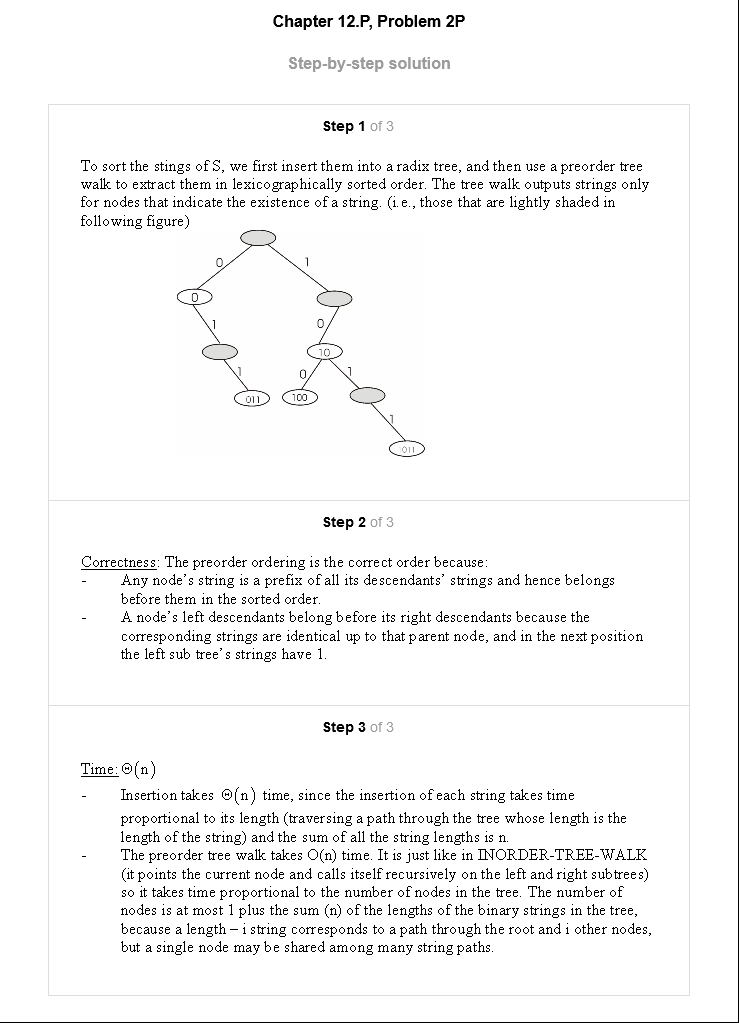 Chapter 12.P, Problem 2P
Step-by-step solution
Step 1 of 3
To sort the stings of S, we first insert them into a radix tree, and then use a preorder tree
walk to extract them in lexicographically sorted order. The tree walk outputs strings only
for nodes that indicate the existence of a string. (i.e., those that are lightly shaded in
following figure)
0 1
0
1 0
10
1 0 1
011 100
1
011
Step 2 of 3
Correctness: The preorder ordering is the correct order because:
- Any node's string is a prefix of all its descendants' strings and hence belongs
before them in the sorted order.
- A node's left descendants belong before its right descendants because the
corresponding strings are identical up to that parent node, and in the next position
the left sub tree's strings have 1.
Step 3 of 3
Time: Θ(n)
- Insertion takes Θ(n) time, since the insertion of each string takes time
proportional to its length (traversing a path through the tree whose length is the
length of the string) and the sum of all the string lengths is n.
- The preorder tree walk takes O(n) time. It is just like in INORDER-TREE-WALK
(it points the current node and calls itself recursively on the left and right subtrees)
so it takes time proportional to the number of nodes in the tree. The number of
nodes is at most 1 plus the sum (n) of the lengths of the binary strings in the tree,
because a length – i string corresponds to a path through the root and i other nodes,
but a single node may be shared among many string paths.